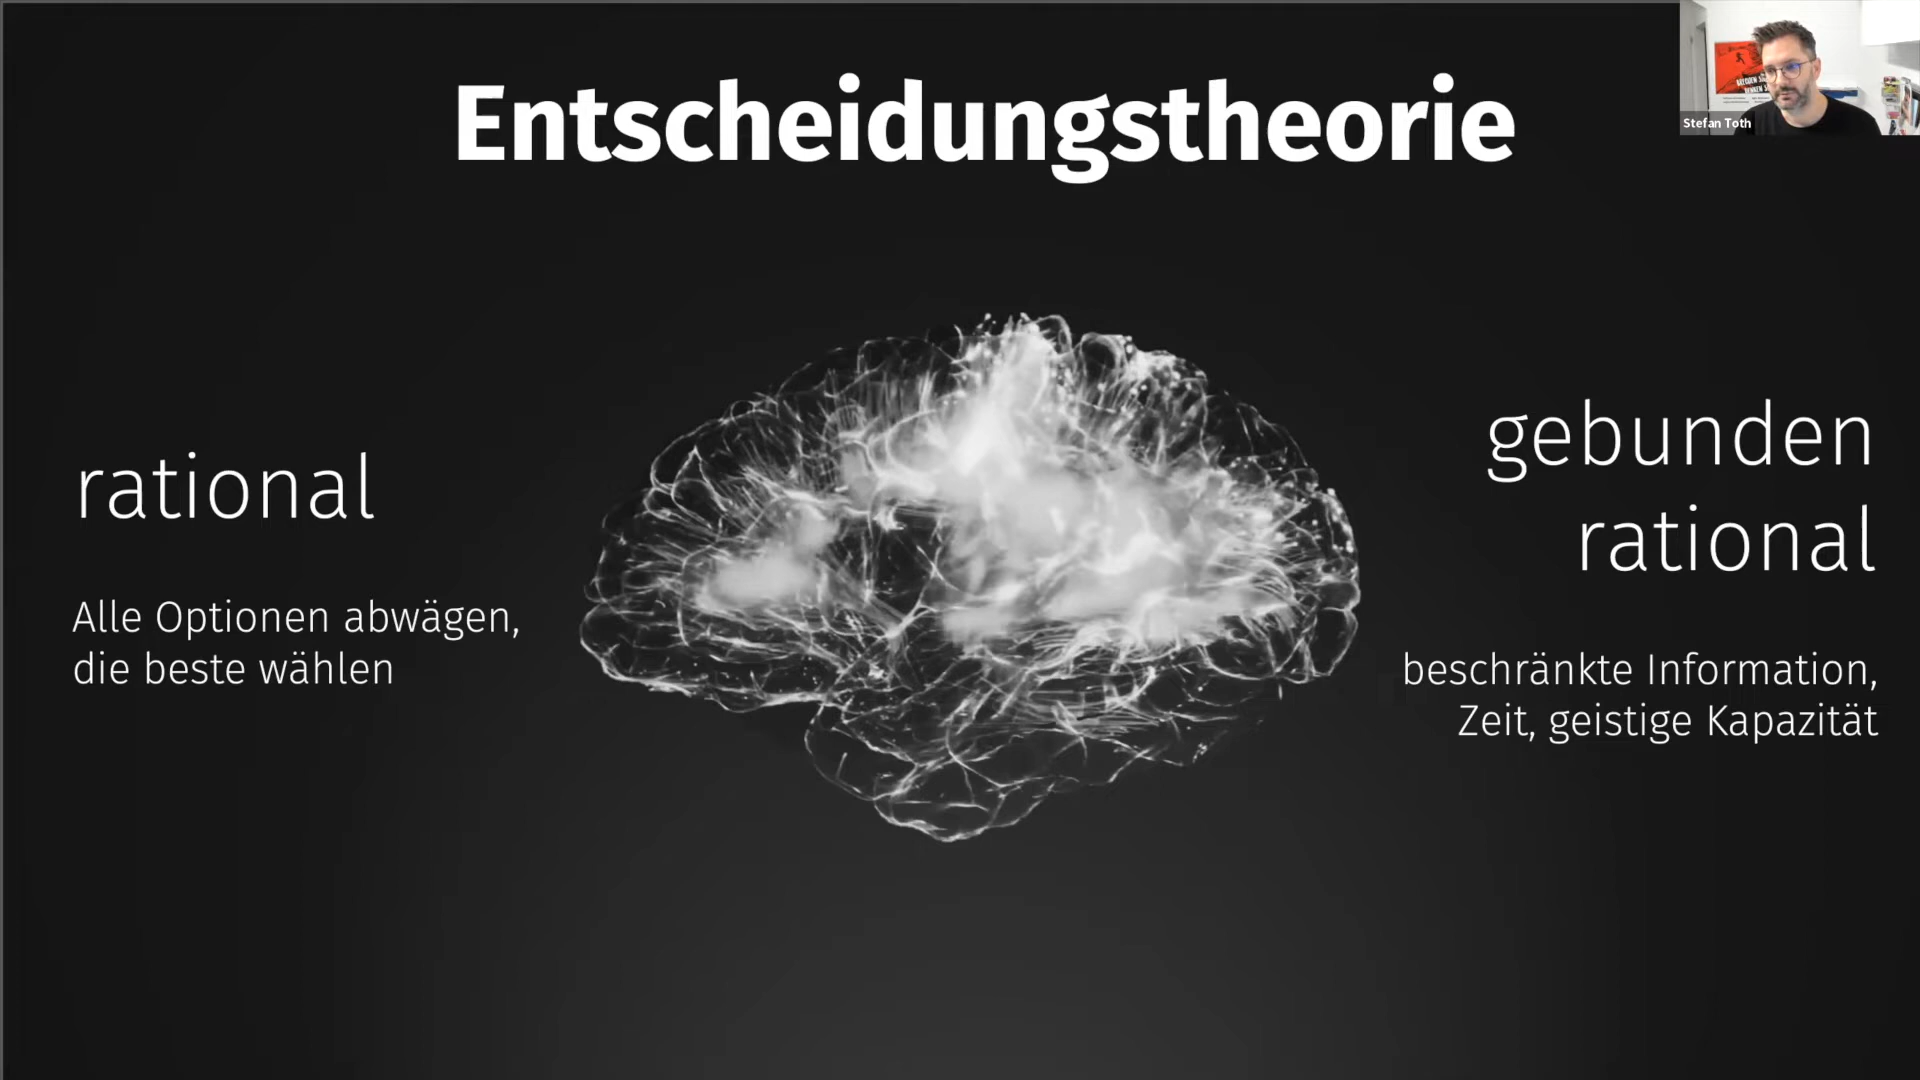 Entscheidungstheorie
Stefan Toth
rational
Alle Optionen abwägen,
die beste wählen
gebunden
rational
beschränkte Information,
Zeit, geistige Kapazität